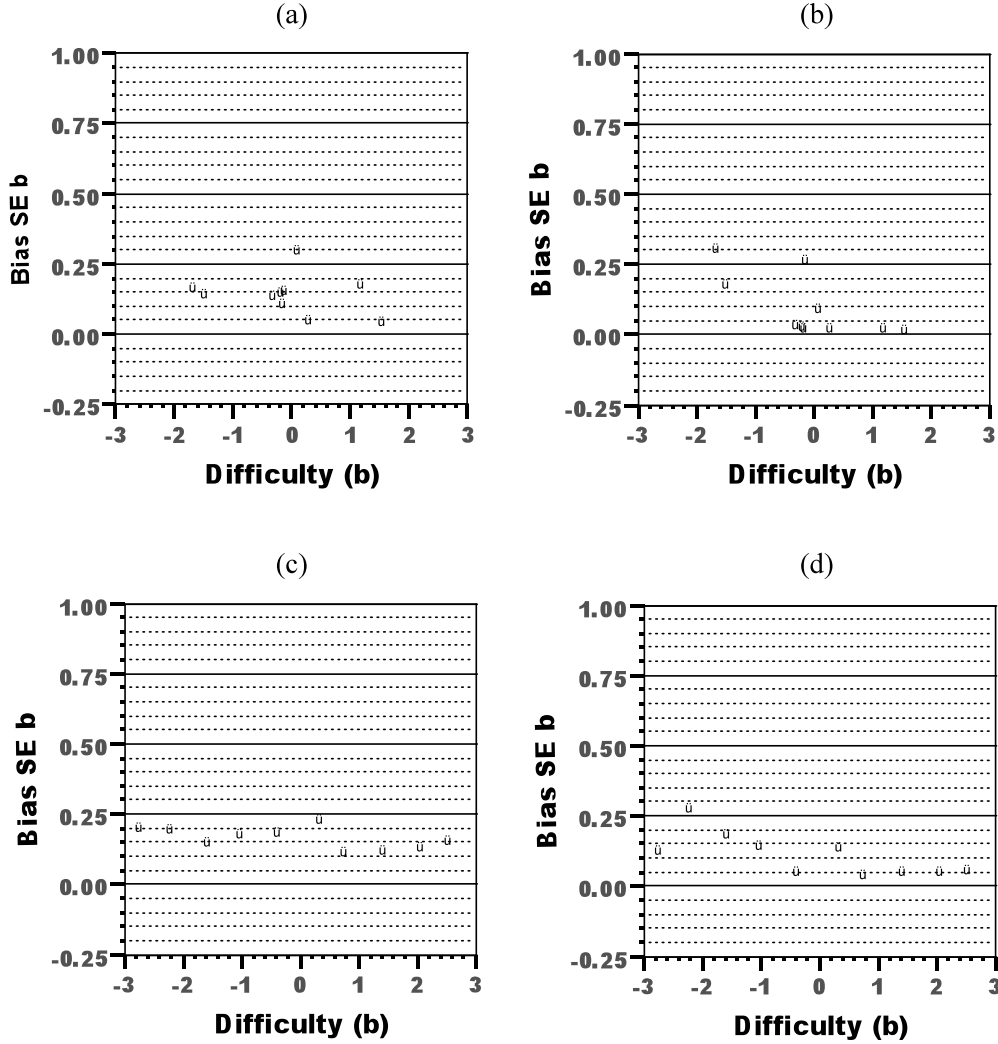 (a)
1.00
0.75
0.50
0.25
0.00
-0.25
Bias SE b
ü ü ü ü ü ü ü ü ü ü
-3 -2 -1 0 1 2 3
Difficulty (b)
(b)
1.00
0.75
0.50
0.25
0.00
-0.25
Bias SE b
ü ü ü ü ü ü ü ü ü ü
-3 -2 -1 0 1 2 3
Difficulty (b)
(c)
1.00
0.75
0.50
0.25
0.00
-0.25
Bias SE b
ü ü ü ü ü ü ü ü ü ü
-3 -2 -1 0 1 2 3
Difficulty (b)
(d)
1.00
0.75
0.50
0.25
0.00
-0.25
Bias SE b
ü ü ü ü ü ü ü ü ü ü
-3 -2 -1 0 1 2 3
Difficulty (b)